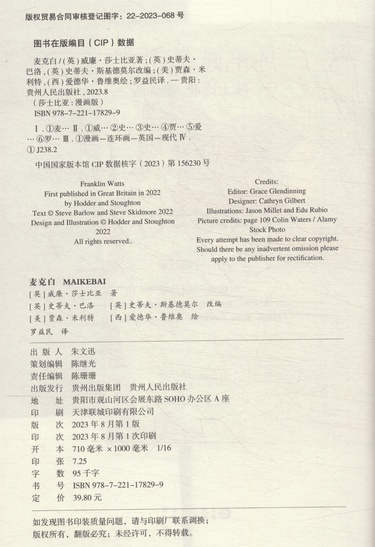 版权贸易合同审核登记图字：22-2023-068 号
图书在版编目（CIP）数据
麦克白 / （英）威廉·莎士比亚著；（英）史蒂夫·
巴洛，（英）史蒂夫·斯基德莫尔改编；（美）贾森·米
利特，（西）爱德华·鲁维奥绘；罗益民译. — 贵阳：
贵州人民出版社，2023.8
（莎士比亚：漫画版）
ISBN 978-7-221-17829-9
Ⅰ．①麦… Ⅱ．①威… ②史… ③史… ④贾… ⑤爱
… ⑥罗… Ⅲ．①漫画—连环画—英国—现代 Ⅳ．
①J238.2
中国国家版本馆 CIP 数据核字（2023）第 156230 号
Franklin Watts
First published in Great Britain in 2022
by Hodder and Stoughton
Text © Steve Barlow and Steve Skidmore 2022
Design and Illustration © Hodder and Stoughton
2022
All rights reserved..
Credits:
Editor: Grace Glendinning
Designer: Cathryn Gilbert
Illustrations: Jason Millet and Edu Rubio
Picture credits: page 109 Colin Waters / Alamy
Stock Photo
Every attempt has been made to clear copyright.
Should there be any inadvertent omission please
apply to the publisher for rectification.
麦克白 MAIKEBAI
［英］威廉·莎士比亚 著
［英］史蒂夫·巴洛 ［英］史蒂夫·斯基德莫尔 改编
［美］贾森·米利特 ［西］爱德华·鲁维奥 绘
罗益民 译
出 版 人 朱文迅
策划编辑 陈继光
责任编辑 陈珊珊
出版发行 贵州出版集团 贵州人民出版社
地 址 贵阳市观山湖区会展东路 SOHO 办公区 A 座
印 刷 天津联城印刷有限公司
版 次 2023 年 8 月第 1 版
印 次 2023 年 8 月第 1 次印刷
开 本 710 毫米 ×1000 毫米 1/16
印 张 7.25
字 数 95 千字
书 号 ISBN 978-7-221-17829-9
定 价 39.80 元
如发现图书印装质量问题，请与印刷厂联系调换；
版权所有，翻版必究；未经许可，不得转载。